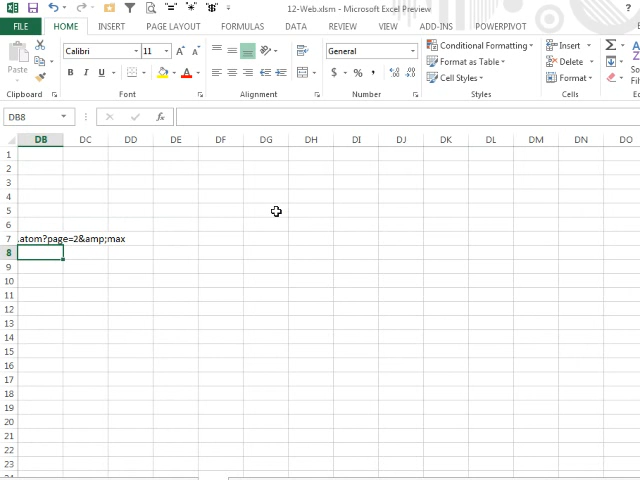 12-Web.xlsm - Microsoft Excel Preview
FILE HOME INSERT PAGE LAYOUT FORMULAS DATA REVIEW VIEW ADD-INS POWERPIVOT
Paste
Calibri 11 A A
B I U A
General
$ % ,
Conditional Formatting
Format as Table
Cell Styles
Insert
Delete
Format
Σ
So
Filt
Clipboard Font Alignment Number Styles Cells
DB8 fx
DB DC DD DE DF DG DH DI DJ DK DL DM DN DO
1
2
3
4
5
6
7 .atom?page=2&amp;max
8
9
10
11
12
13
14
15
16
17
18
19
20
21
22
23